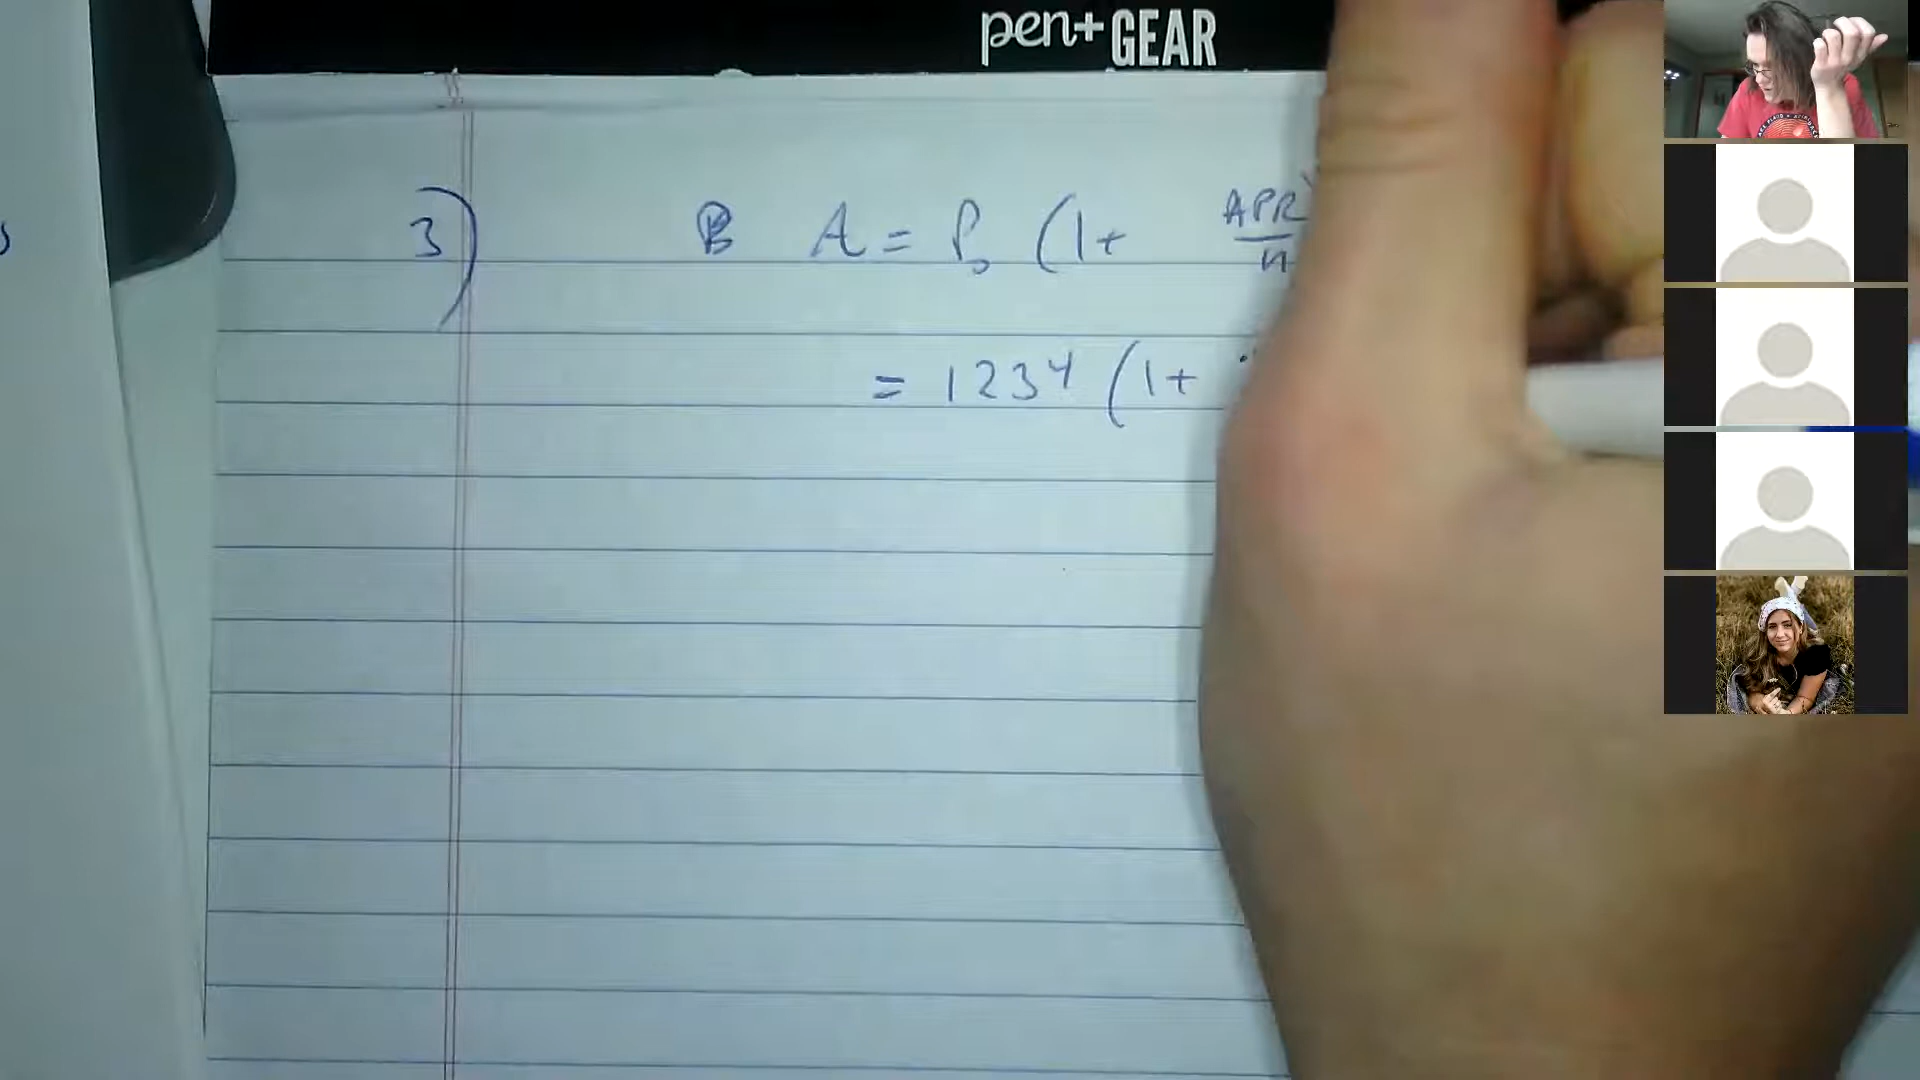 pen+GEAR
3) B A = P₀ (1+ APR/n
= 1234 (1+ .